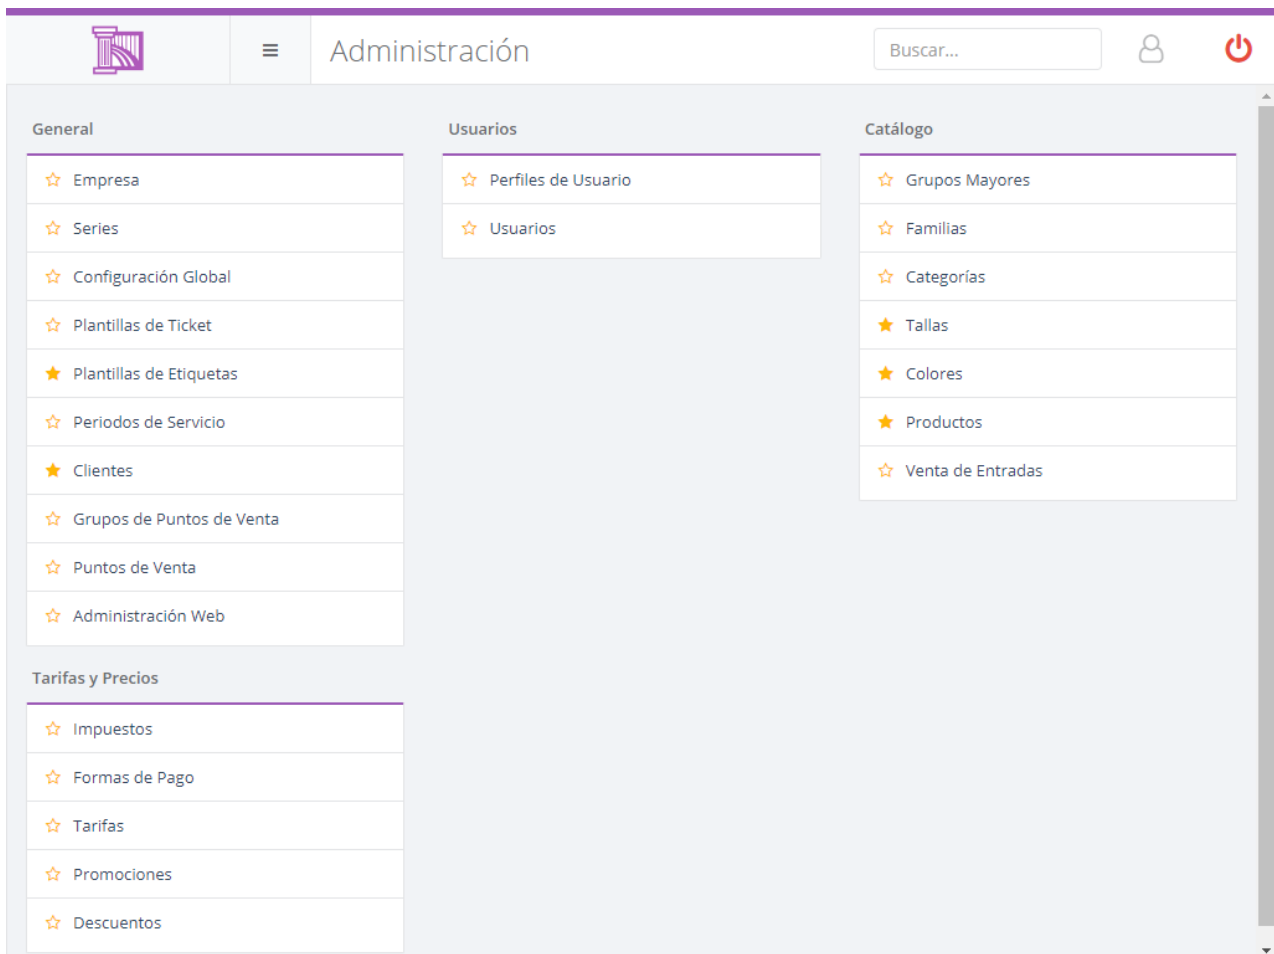 Administración
Buscar...
General
Empresa
Series
Configuración Global
Plantillas de Ticket
Plantillas de Etiquetas
Periodos de Servicio
Clientes
Grupos de Puntos de Venta
Puntos de Venta
Administración Web
Tarifas y Precios
Impuestos
Formas de Pago
Tarifas
Promociones
Descuentos
Usuarios
Perfiles de Usuario
Usuarios
Catálogo
Grupos Mayores
Familias
Categorías
Tallas
Colores
Productos
Venta de Entradas